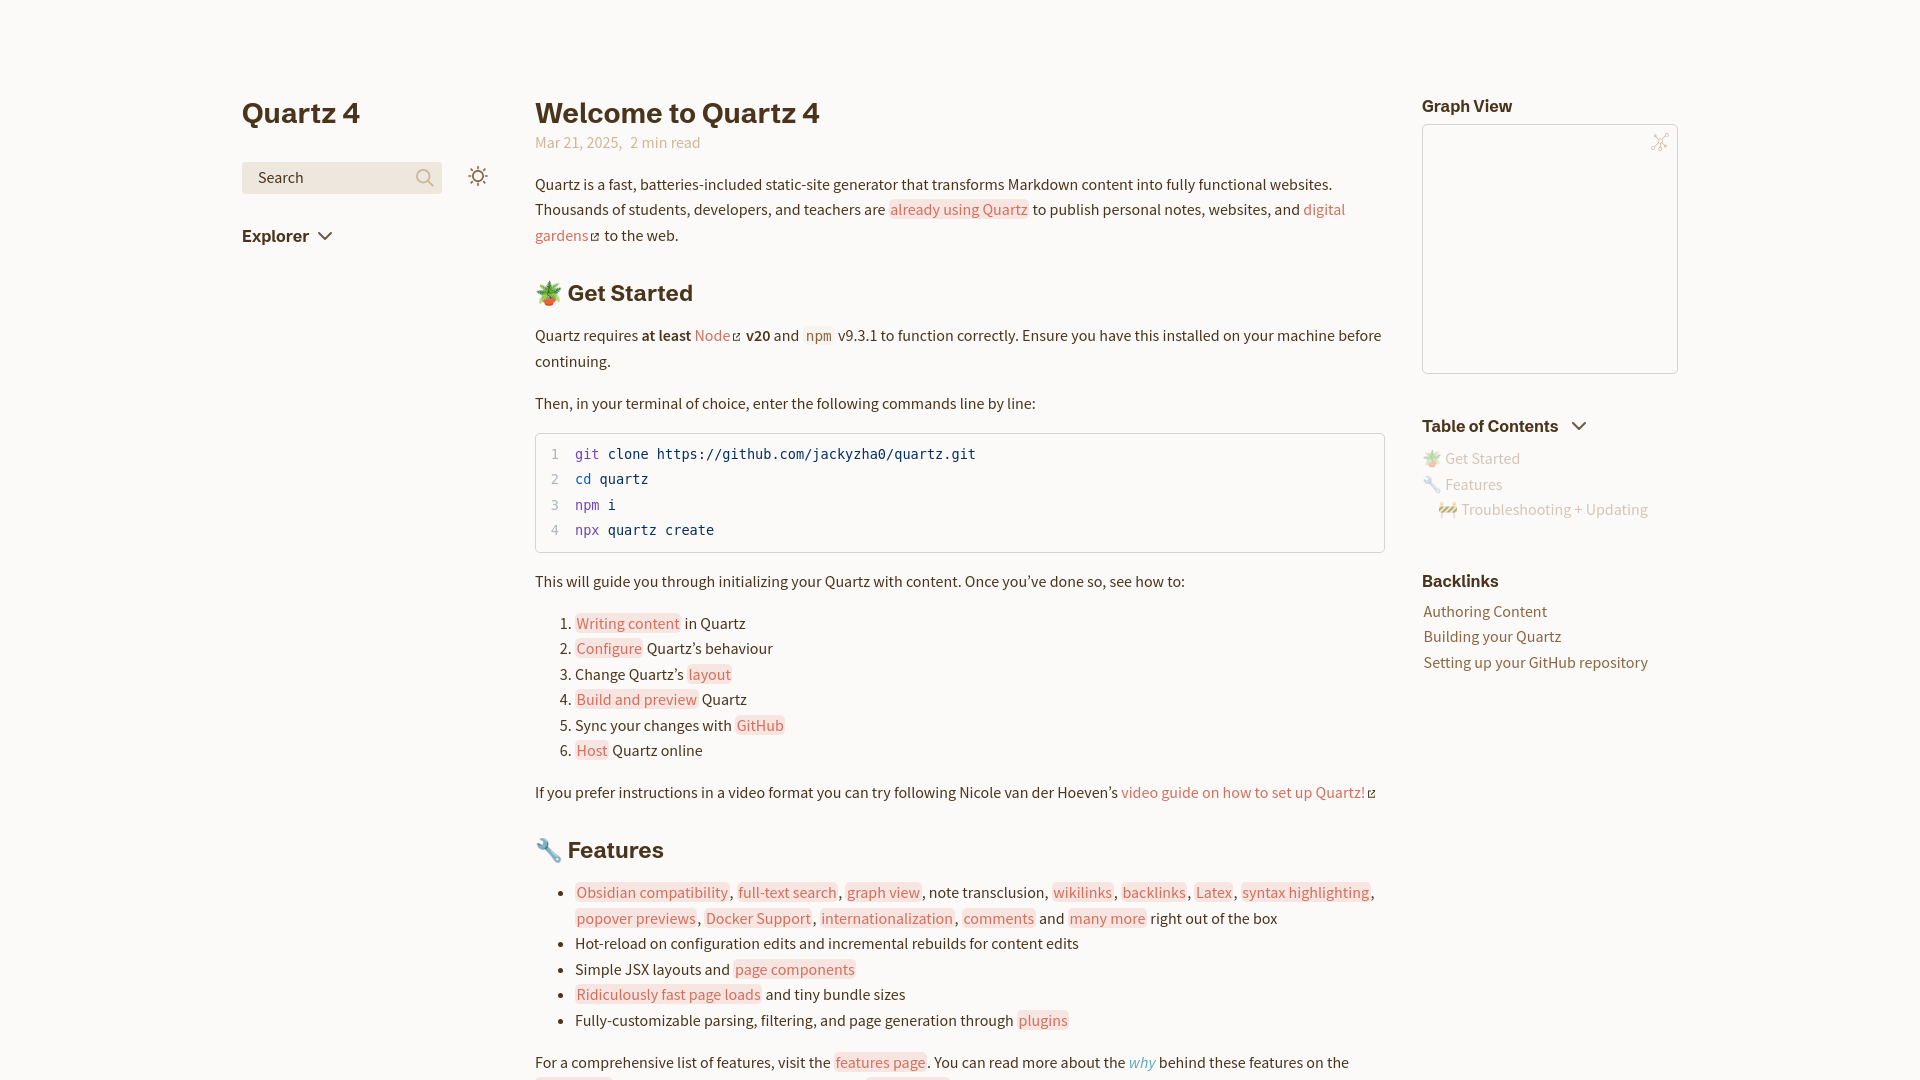 Quartz 4
Search
Explorer
Welcome to Quartz 4
Mar 21, 2025, 2 min read
Quartz is a fast, batteries-included static-site generator that transforms Markdown content into fully functional websites.
Thousands of students, developers, and teachers are already using Quartz to publish personal notes, websites, and digital
gardens to the web.
🪴 Get Started
Quartz requires at least Node v20 and npm v9.3.1 to function correctly. Ensure you have this installed on your machine before
continuing.
Then, in your terminal of choice, enter the following commands line by line:
1 git clone https://github.com/jackyzha0/quartz.git
2 cd quartz
3 npm i
4 npx quartz create
This will guide you through initializing your Quartz with content. Once you’ve done so, see how to:
1. Writing content in Quartz
2. Configure Quartz’s behaviour
3. Change Quartz’s layout
4. Build and preview Quartz
5. Sync your changes with GitHub
6. Host Quartz online
If you prefer instructions in a video format you can try following Nicole van der Hoeven’s video guide on how to set up Quartz!
🔧 Features
• Obsidian compatibility, full-text search, graph view, note transclusion, wikilinks, backlinks, Latex, syntax highlighting,
popover previews, Docker Support, internationalization, comments and many more right out of the box
• Hot-reload on configuration edits and incremental rebuilds for content edits
• Simple JSX layouts and page components
• Ridiculously fast page loads and tiny bundle sizes
• Fully-customizable parsing, filtering, and page generation through plugins
For a comprehensive list of features, visit the features page. You can read more about the why behind these features on the
Graph View
Table of Contents
🪴 Get Started
🔧 Features
🚧 Troubleshooting + Updating
Backlinks
Authoring Content
Building your Quartz
Setting up your GitHub repository